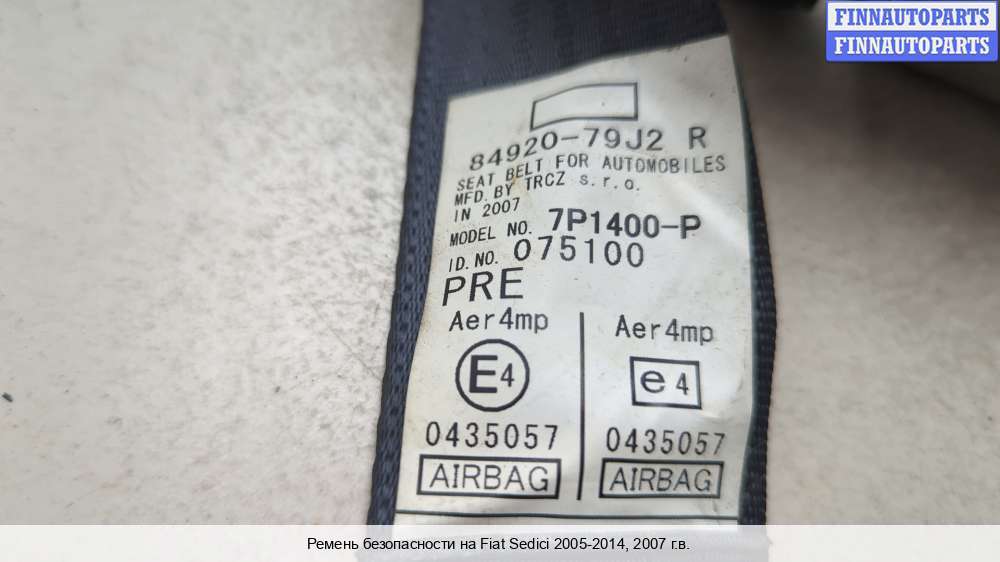 FINNAUTOPARTS
FINNAUTOPARTS
84920-79J2 R
SEAT BELT FOR AUTOMOBILES
MFD. BY TRCZ s.r.o.
IN 2007
MODEL NO. 7P1400-P
ID. NO. 075100
PRE
Aer4mp Aer4mp
E4 e4
0435057 0435057
AIRBAG AIRBAG
Ремень безопасности на Fiat Sedici 2005-2014, 2007 г.в.